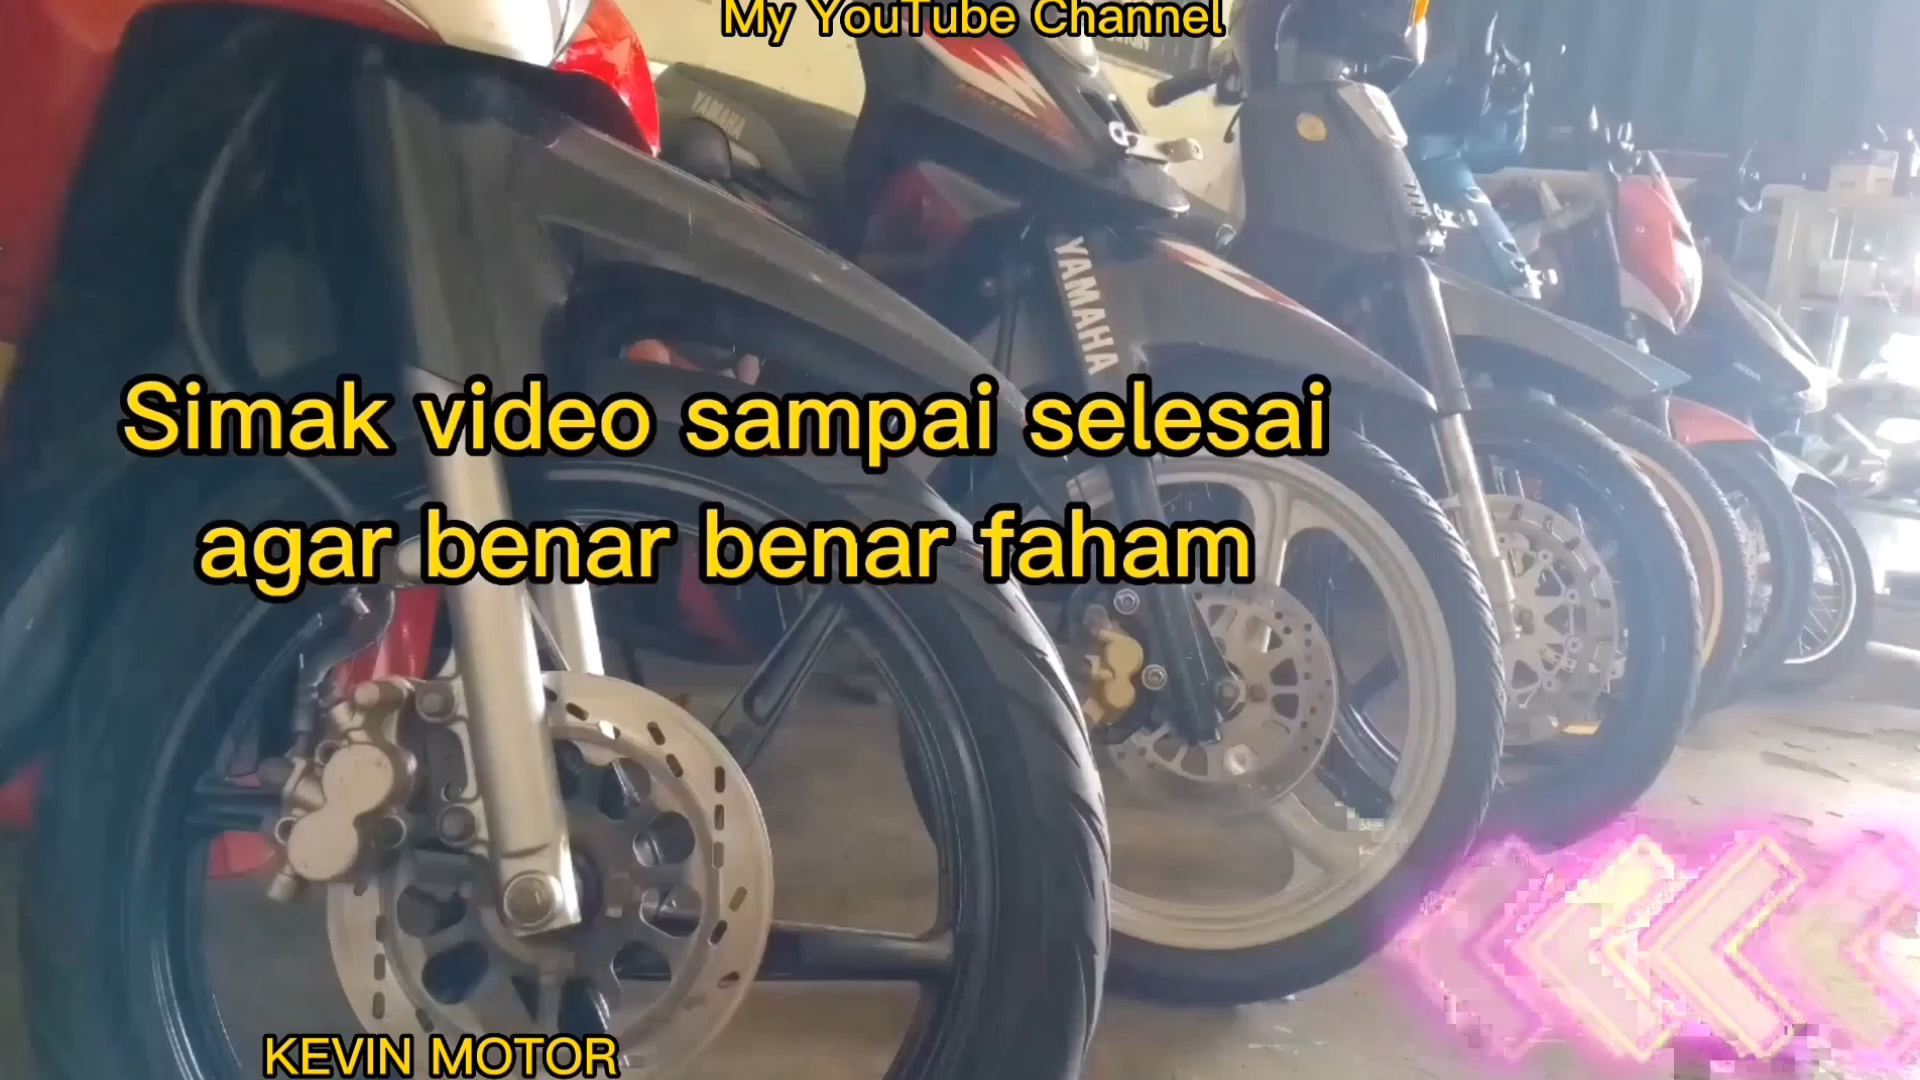 My YouTube Channel
YAMAHA
YAMAHA
Simak video sampai selesai
agar benar benar faham
KEVIN MOTOR